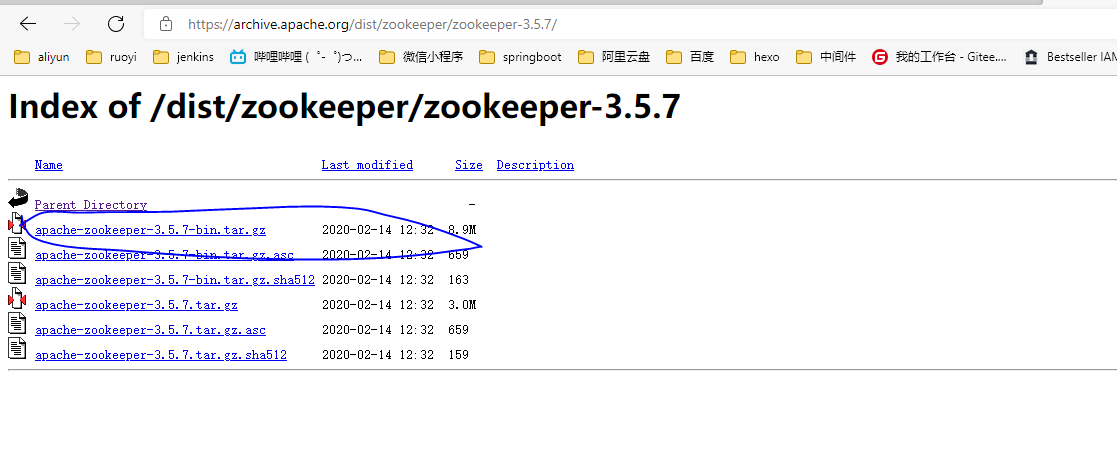 https://archive.apache.org/dist/zookeeper/zookeeper-3.5.7/
aliyun ruoyi jenkins 哔哩哔哩 ( ゜- ゜)つ... 微信小程序 springboot 阿里云盘 百度 hexo 中间件 我的工作台 - Gitee.... Bestseller IAM
Index of /dist/zookeeper/zookeeper-3.5.7
Name Last modified Size Description
Parent Directory -
apache-zookeeper-3.5.7-bin.tar.gz 2020-02-14 12:32 8.9M
apache-zookeeper-3.5.7-bin.tar.gz.asc 2020-02-14 12:32 659
apache-zookeeper-3.5.7-bin.tar.gz.sha512 2020-02-14 12:32 163
apache-zookeeper-3.5.7.tar.gz 2020-02-14 12:32 3.0M
apache-zookeeper-3.5.7.tar.gz.asc 2020-02-14 12:32 659
apache-zookeeper-3.5.7.tar.gz.sha512 2020-02-14 12:32 159